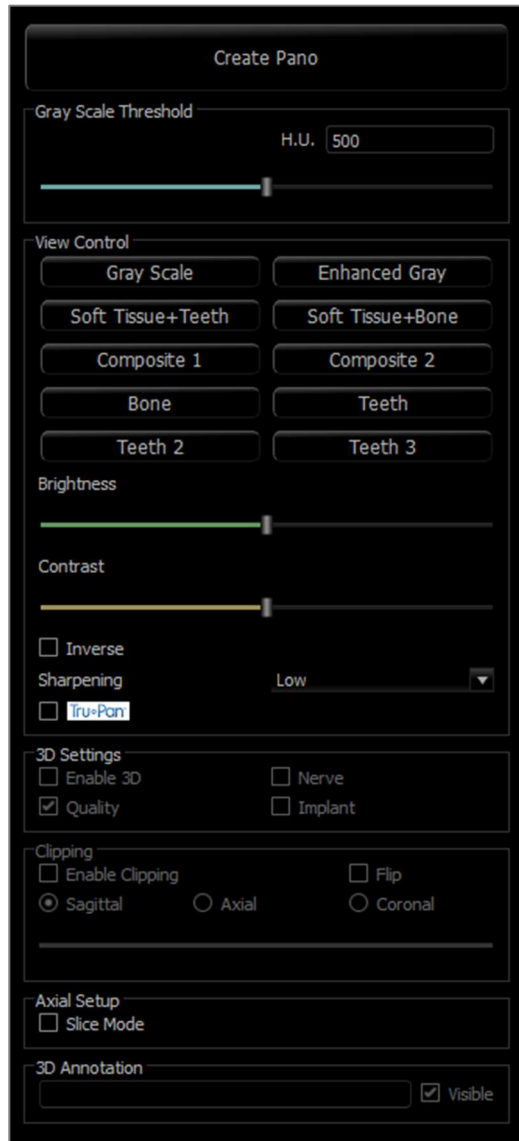 Create Pano
Gray Scale Threshold
H.U. 500
View Control
Gray Scale Enhanced Gray
Soft Tissue+Teeth Soft Tissue+Bone
Composite 1 Composite 2
Bone Teeth
Teeth 2 Teeth 3
Brightness
Contrast
Inverse
Sharpening Low
Tru•Pan™
3D Settings
Enable 3D Nerve
Quality Implant
Clipping
Enable Clipping Flip
Sagittal Axial Coronal
Axial Setup
Slice Mode
3D Annotation
Visible